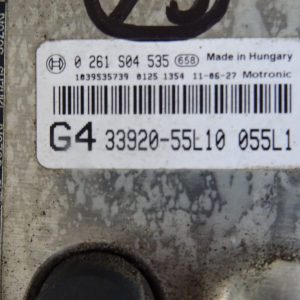 0 261 S04 535 658 Made in Hungary
1039S35739 0125 1354 11-06-27 Motronic
G4 33920-55L10 055L1